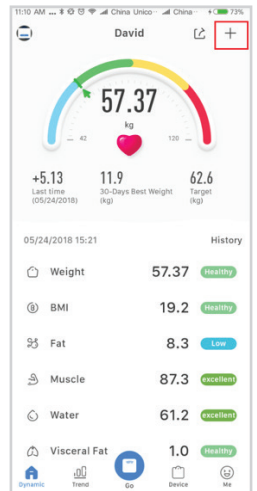 11:10 AM ... China Unico... China 73%
David
57.37
kg
42 120
+5.13 11.9 62.6
Last time 30-Days Best Weight Target
(05/24/2018) (kg) (kg)
05/24/2018 15:21 History
Weight 57.37 Healthy
BMI 19.2 Healthy
Fat 8.3 Low
Muscle 87.3 excellent
Water 61.2 excellent
Visceral Fat 1.0 Healthy
Dynamic Trend Go Device Me